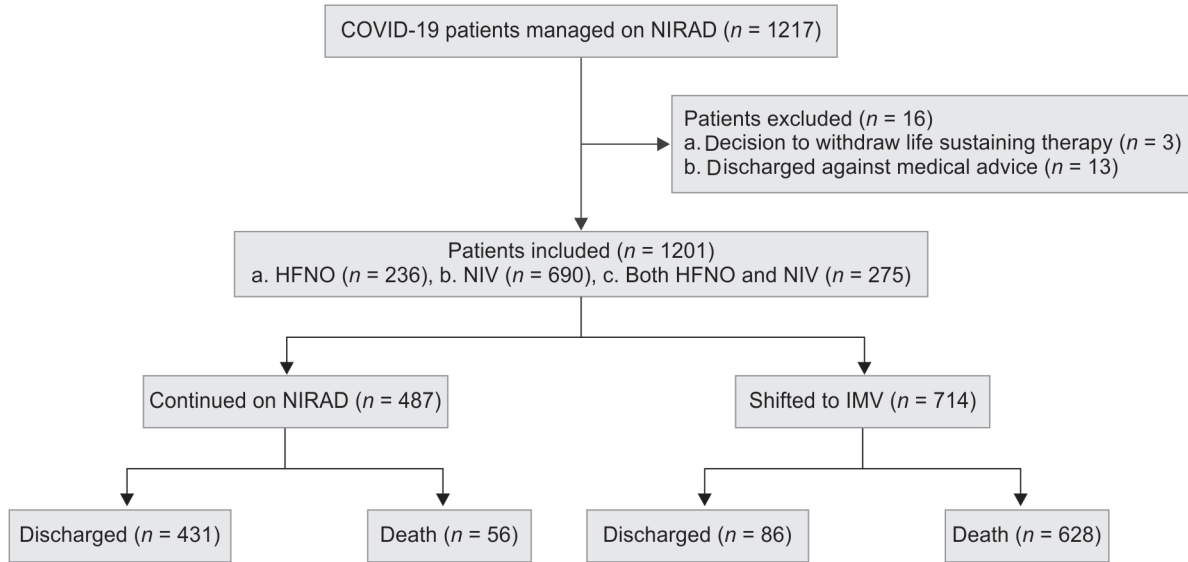 COVID-19 patients managed on NIRAD (n = 1217)
Patients excluded (n = 16)
a. Decision to withdraw life sustaining therapy (n = 3)
b. Discharged against medical advice (n = 13)
Patients included (n = 1201)
a. HFNO (n = 236), b. NIV (n = 690), c. Both HFNO and NIV (n = 275)
Continued on NIRAD (n = 487)
Shifted to IMV (n = 714)
Discharged (n = 431)
Death (n = 56)
Discharged (n = 86)
Death (n = 628)